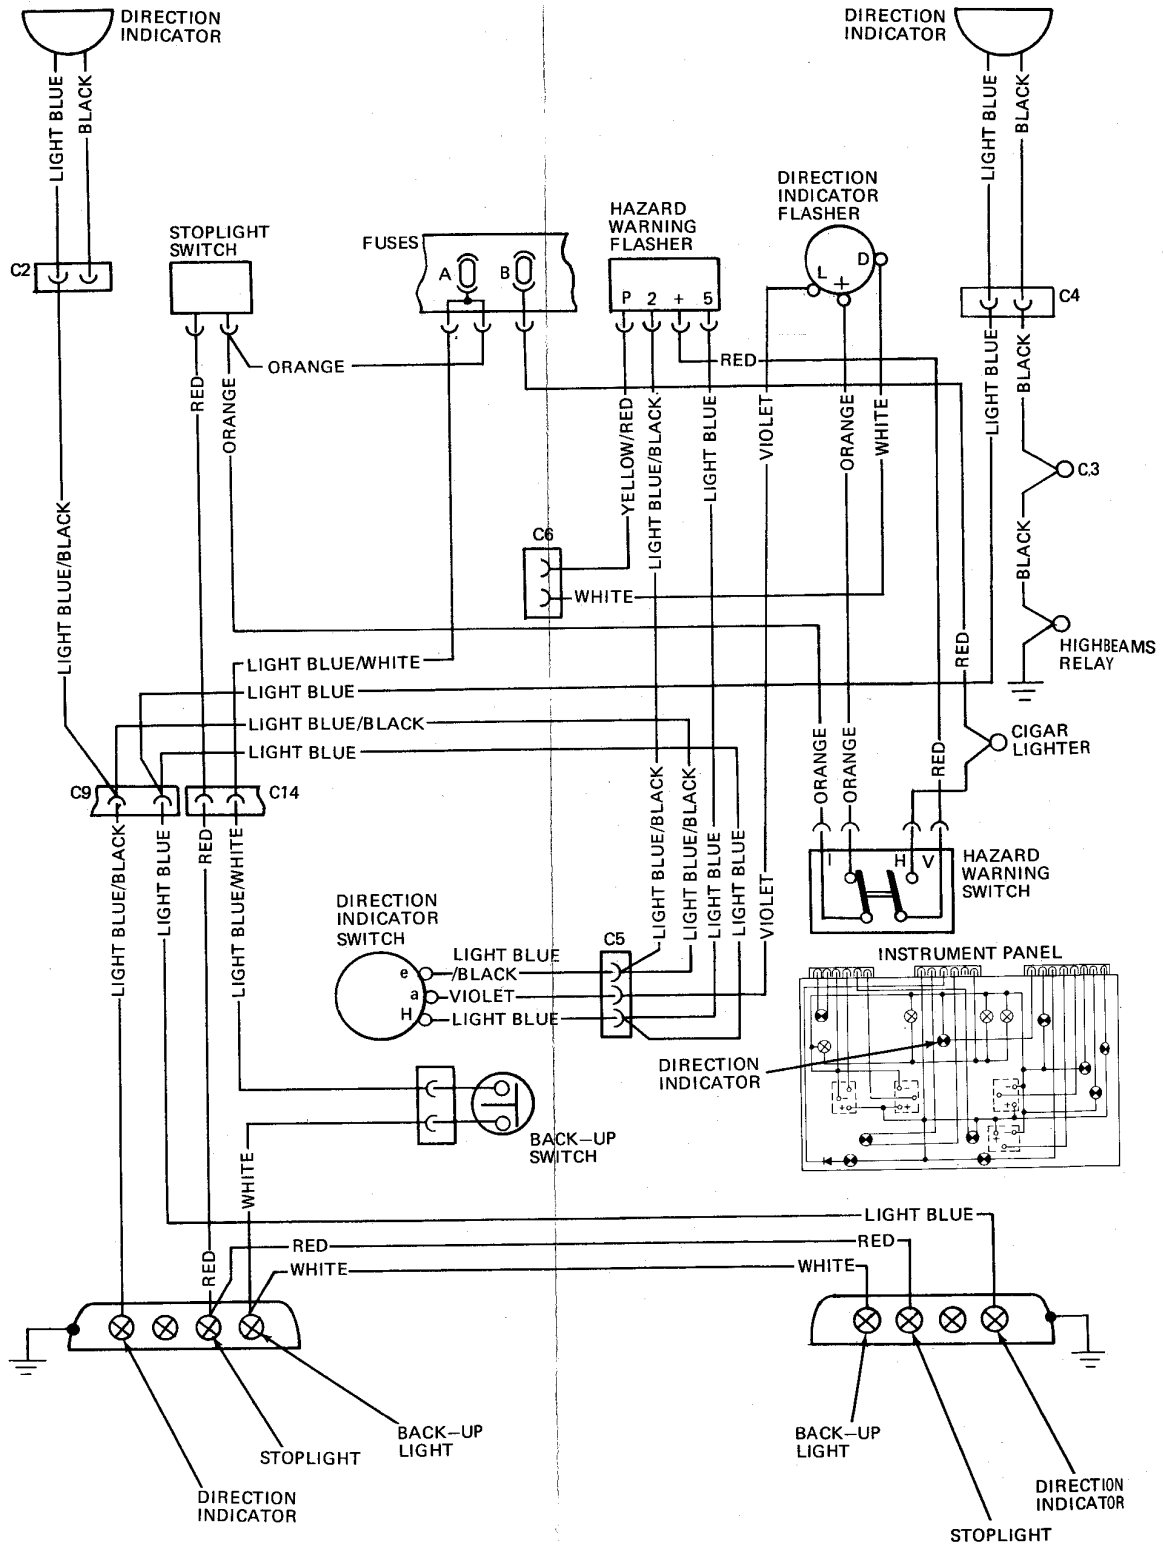 DIRECTION
INDICATOR
DIRECTION
INDICATOR
LIGHT BLUE
BLACK
LIGHT BLUE
BLACK
STOPLIGHT
SWITCH
FUSES
A
B
HAZARD
WARNING
FLASHER
P 2 + 5
DIRECTION
INDICATOR
FLASHER
L
+
D
C2
C4
RED
ORANGE
ORANGE
RED
YELLOW/RED
LIGHT BLUE/BLACK
LIGHT BLUE
VIOLET
ORANGE
WHITE
LIGHT BLUE
BLACK
C,3
BLACK
HIGHBEAMS
RELAY
LIGHT BLUE/BLACK
C6
WHITE
LIGHT BLUE/WHITE
LIGHT BLUE
LIGHT BLUE/BLACK
LIGHT BLUE
RED
CIGAR
LIGHTER
C9
C14
ORANGE
ORANGE
RED
LIGHT BLUE/BLACK
LIGHT BLUE
RED
LIGHT BLUE/WHITE
LIGHT BLUE/BLACK
LIGHT BLUE/BLACK
LIGHT BLUE
LIGHT BLUE
VIOLET
I
H
V
HAZARD
WARNING
SWITCH
DIRECTION
INDICATOR
SWITCH
e
a
H
LIGHT BLUE
/BLACK
VIOLET
LIGHT BLUE
C5
INSTRUMENT PANEL
DIRECTION
INDICATOR
BACK-UP
SWITCH
WHITE
LIGHT BLUE
RED
RED
RED
WHITE
WHITE
BACK-UP
LIGHT
STOPLIGHT
DIRECTION
INDICATOR
BACK-UP
LIGHT
DIRECTION
INDICATOR
STOPLIGHT